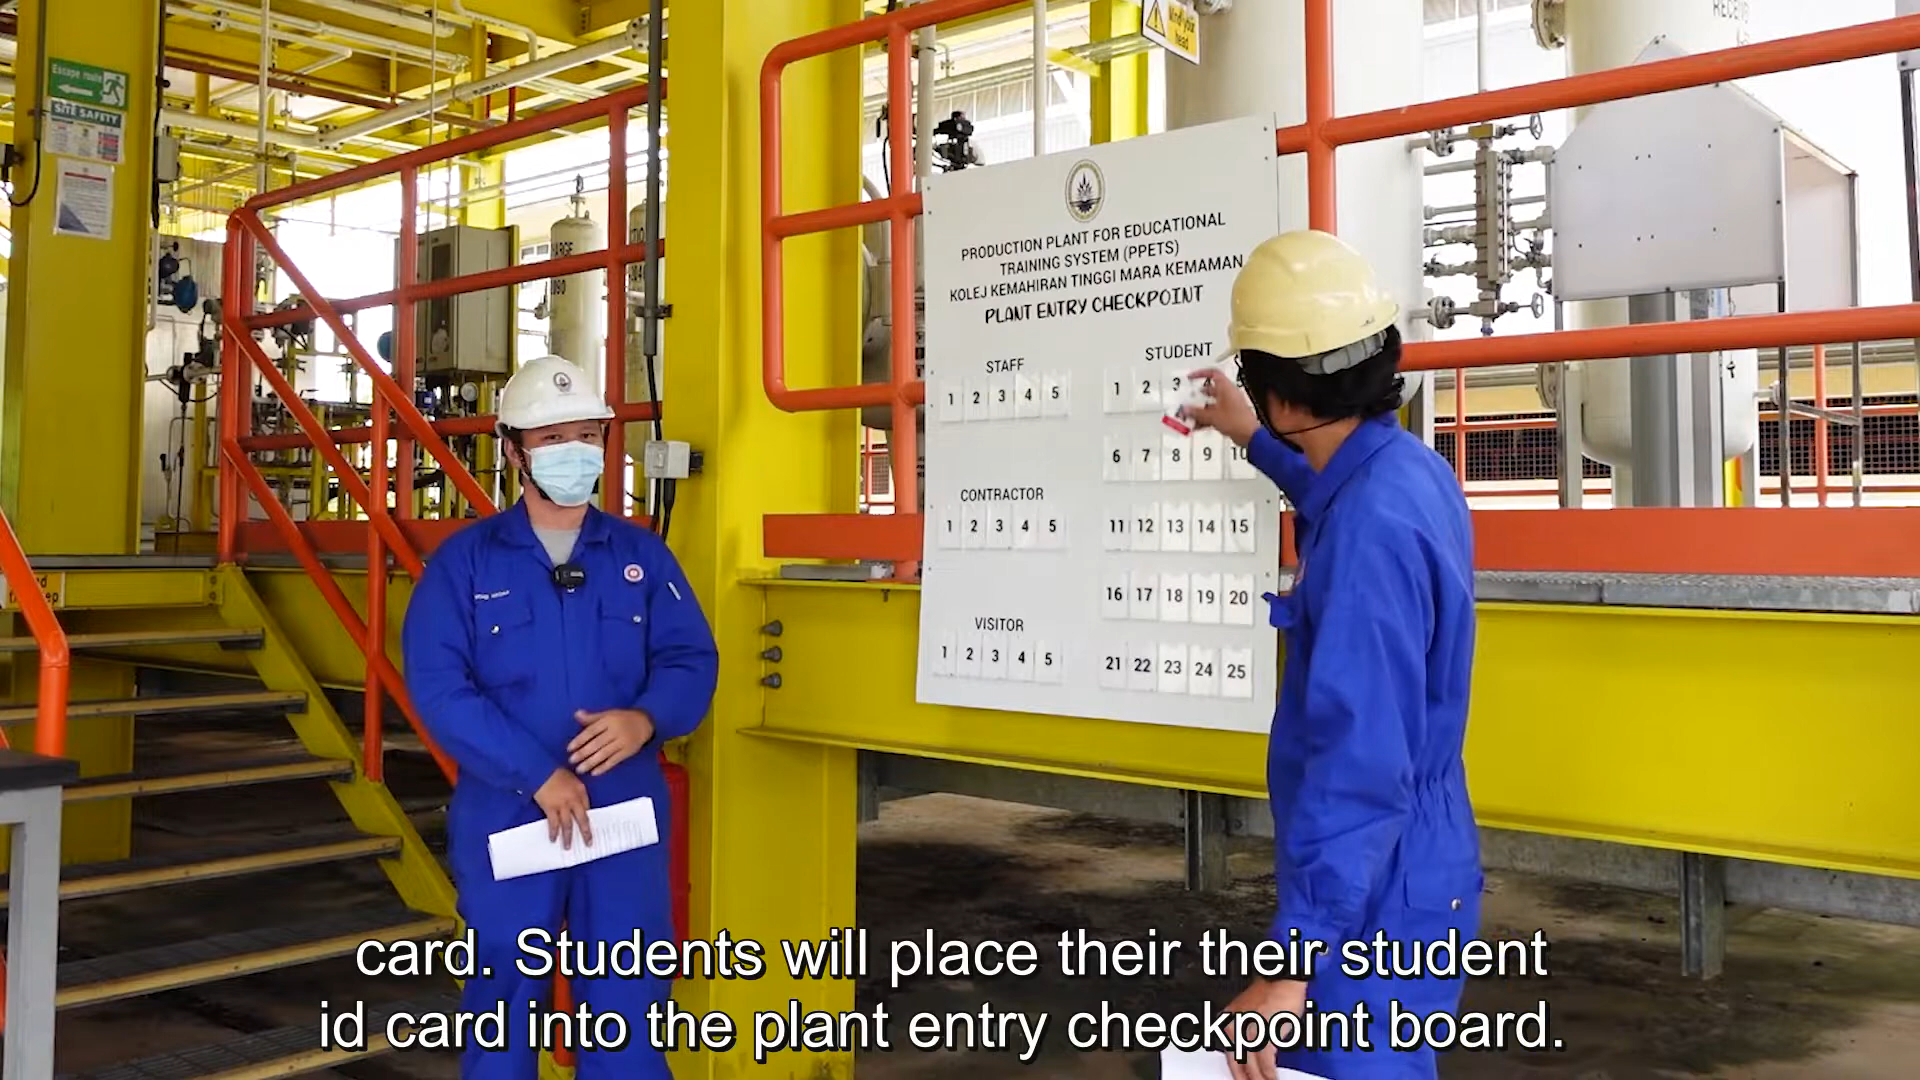 Escape route
SITE SAFETY
Mind your
head
PRODUCTION PLANT FOR EDUCATIONAL
TRAINING SYSTEM (PPETS)
KOLEJ KEMAHIRAN TINGGI MARA KEMAMAN
PLANT ENTRY CHECKPOINT
STAFF
1 2 3 4 5
STUDENT
1 2 3 4
6 7 8 9 10
11 12 13 14 15
16 17 18 19 20
21 22 23 24 25
CONTRACTOR
1 2 3 4 5
VISITOR
1 2 3 4 5
card. Students will place their their student
id card into the plant entry checkpoint board.